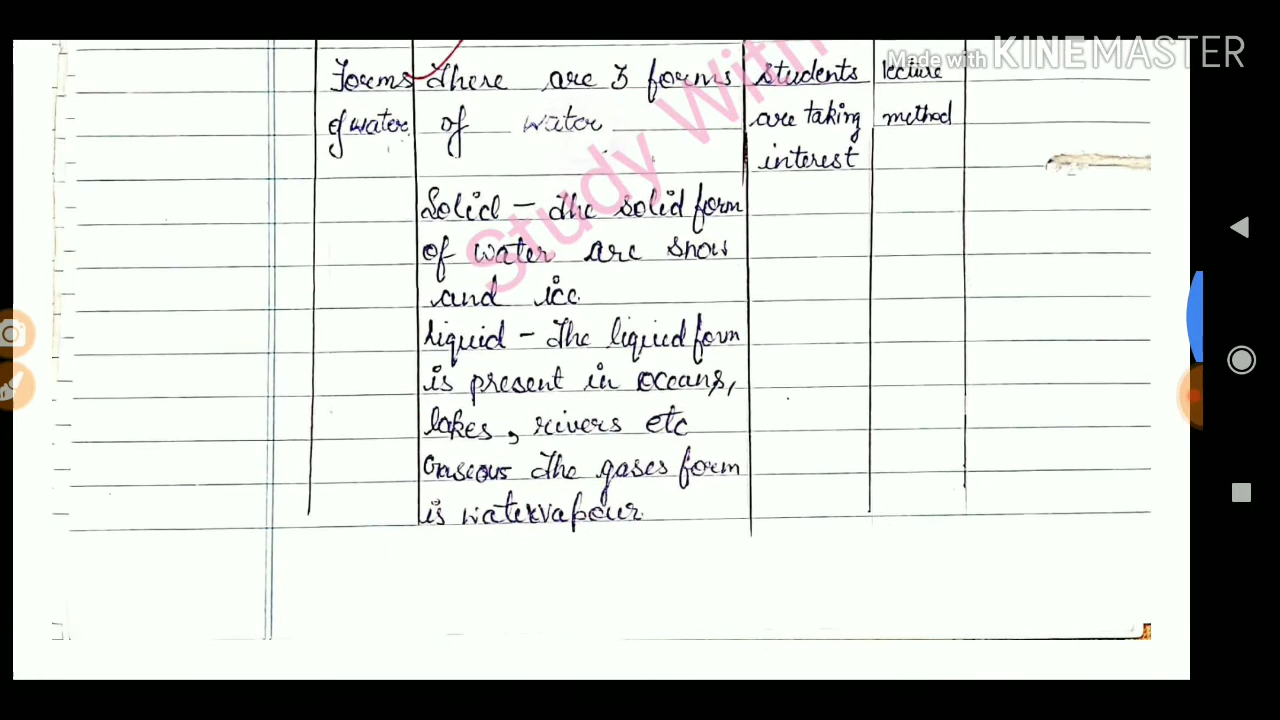 Made with KINEMASTER
Study With
Forms There are 3 forms students lecture
of water of water are taking method
interest
Solid – The solid form
of water are snow
and ice
Liquid – The liquid form
is present in oceans,
lakes, rivers etc
Gaseous The gases form
is watervapour